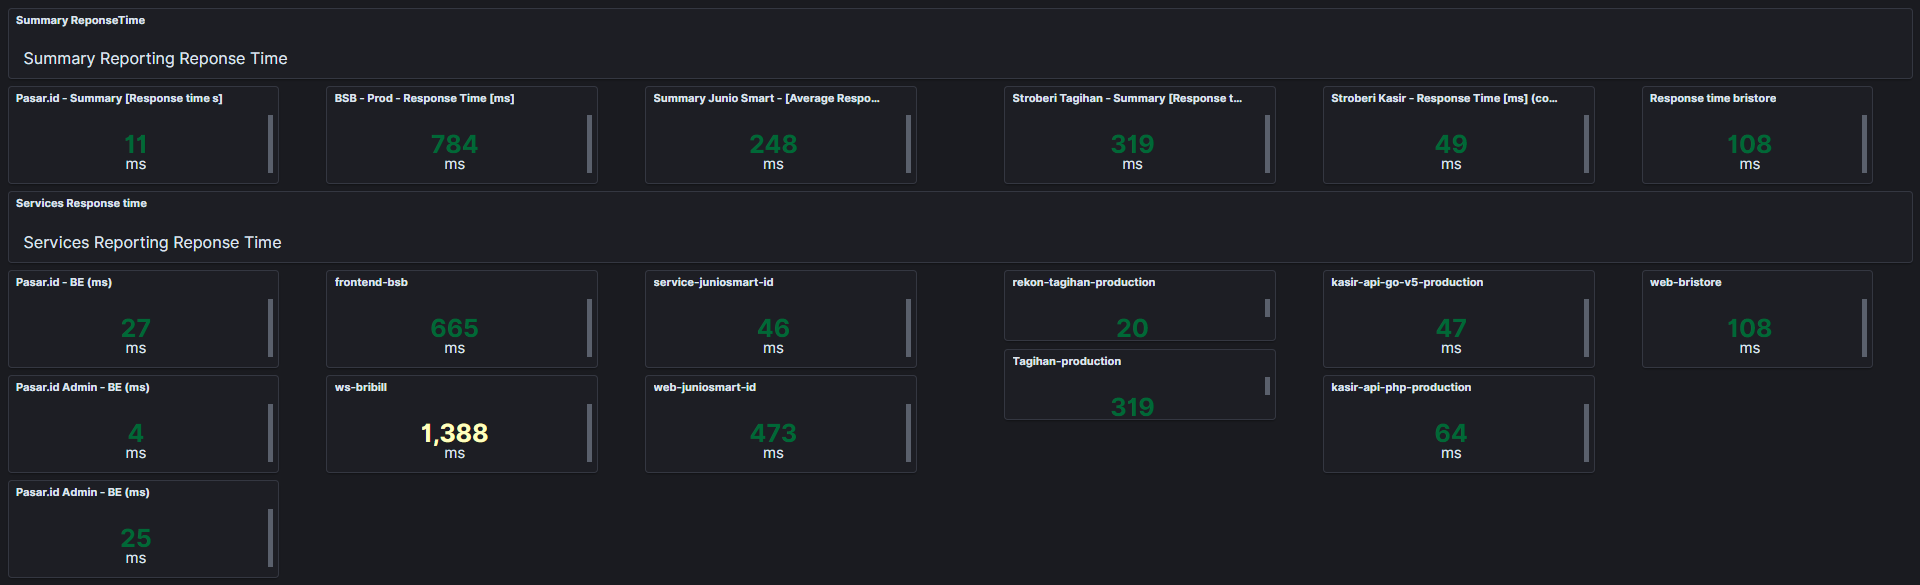 Summary ReponseTime
Summary Reporting Reponse Time
Pasar.id - Summary [Response time s]
11
ms
BSB - Prod - Response Time [ms]
784
ms
Summary Junio Smart - [Average Respo...
248
ms
Stroberi Tagihan - Summary [Response t...
319
ms
Stroberi Kasir - Response Time [ms] (co...
49
ms
Response time bristore
108
ms
Services Response time
Services Reporting Reponse Time
Pasar.id - BE (ms)
27
ms
frontend-bsb
665
ms
service-juniosmart-id
46
ms
rekon-tagihan-production
20
kasir-api-go-v5-production
47
ms
web-bristore
108
ms
Tagihan-production
319
Pasar.id Admin - BE (ms)
4
ms
ws-bribill
1,388
ms
web-juniosmart-id
473
ms
kasir-api-php-production
64
ms
Pasar.id Admin - BE (ms)
25
ms